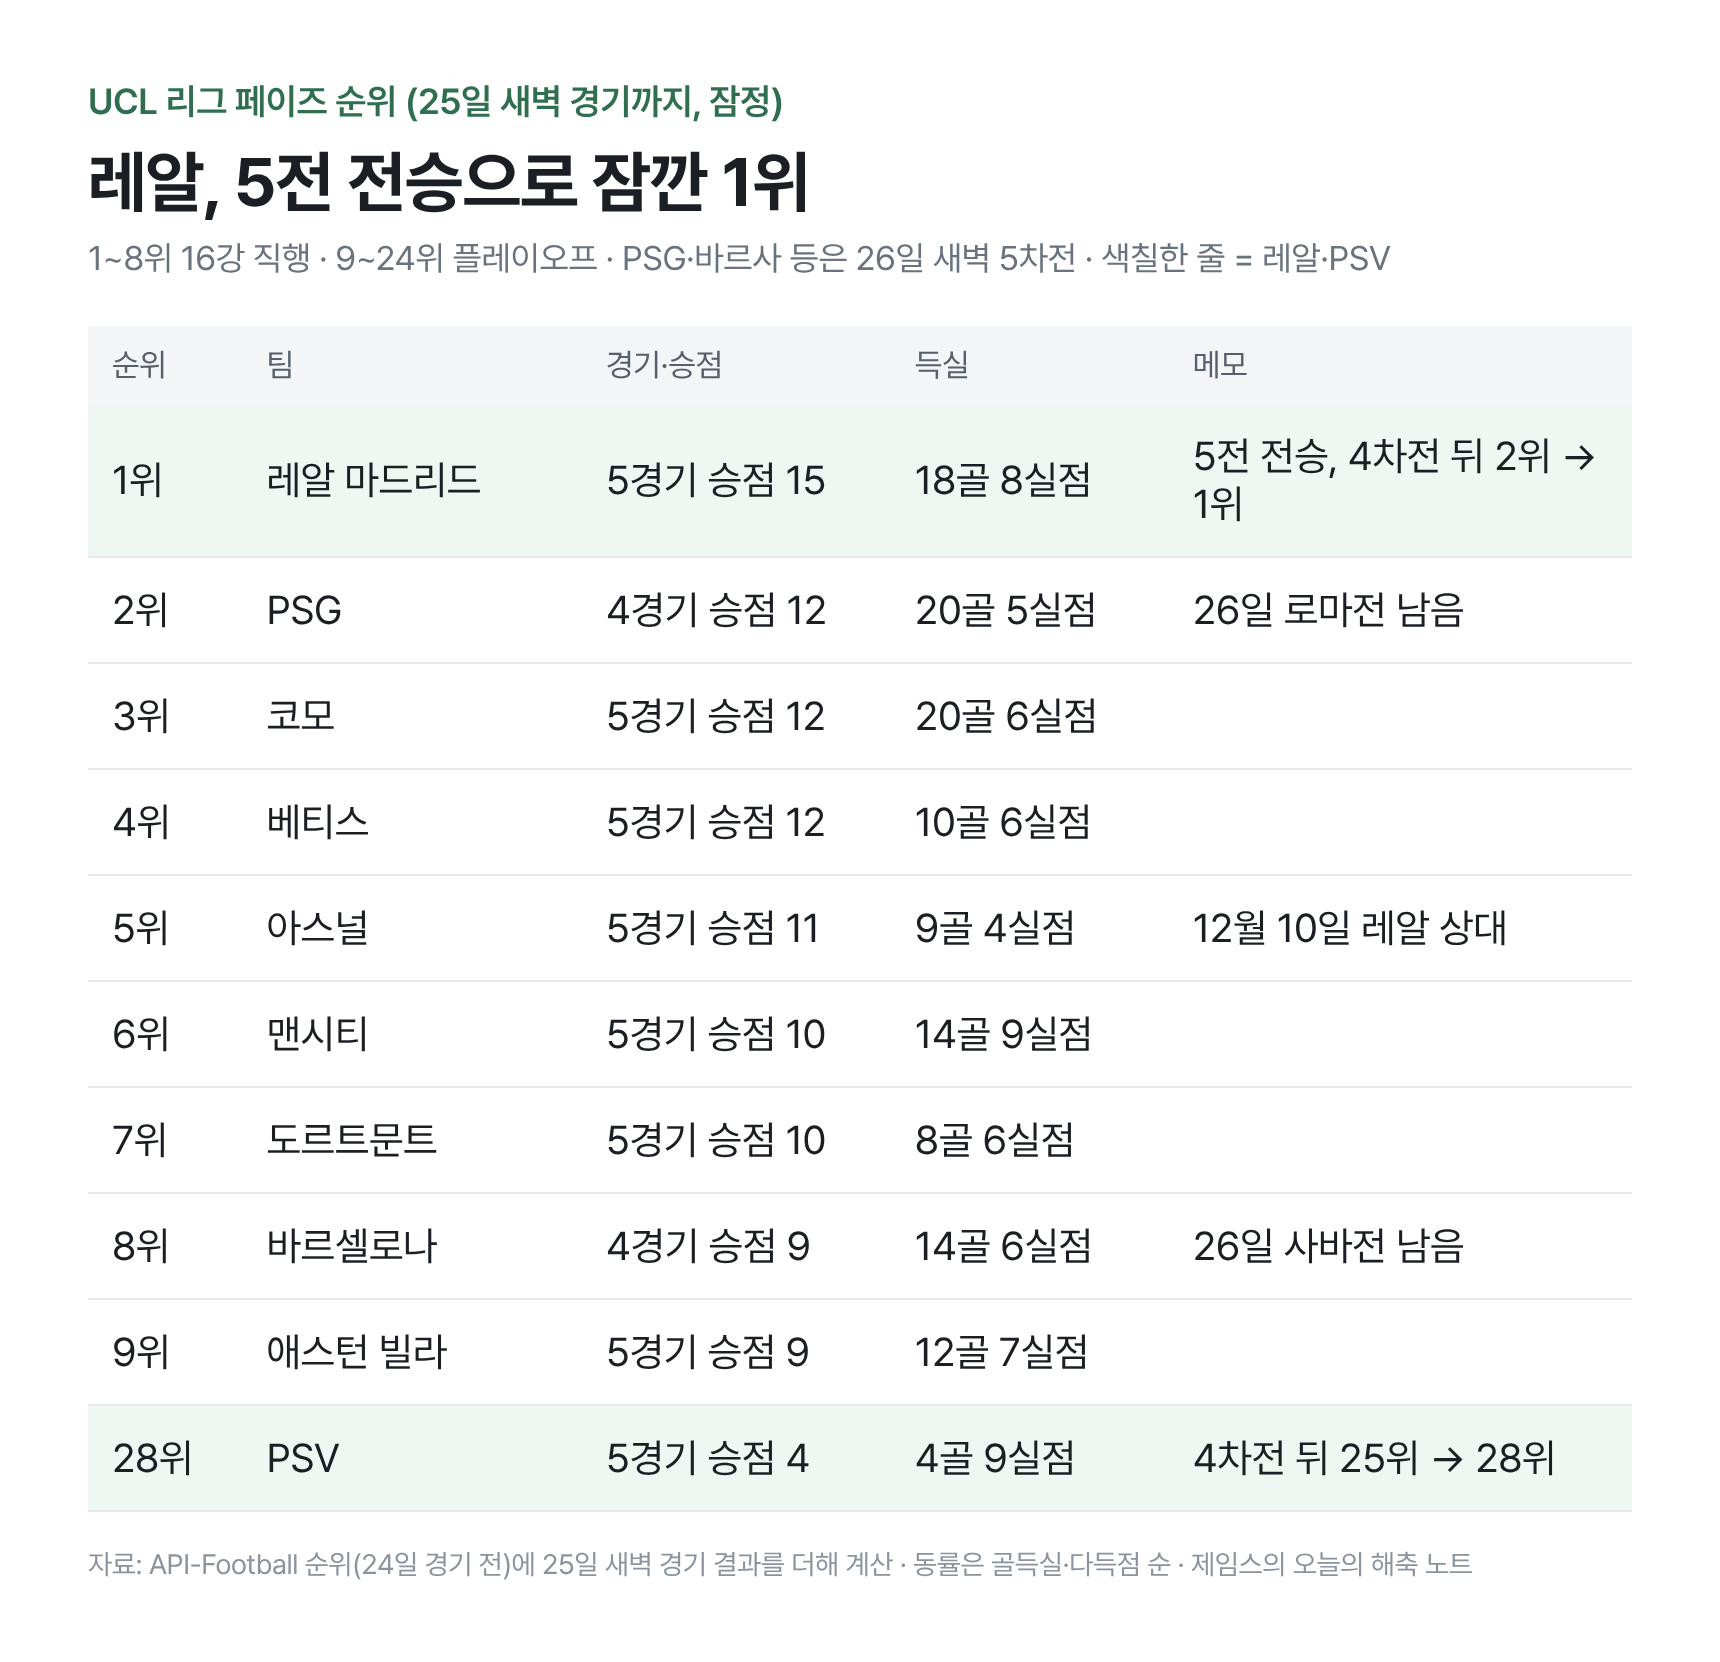 UCL 리그 페이즈 순위 (25일 새벽 경기까지, 잠정)
레알, 5전 전승으로 잠깐 1위
1~8위 16강 직행 · 9~24위 플레이오프 · PSG·바르사 등은 26일 새벽 5차전 · 색칠한 줄 = 레알·PSV
순위 팀 경기·승점 득실 메모
1위 레알 마드리드 5경기 승점 15 18골 8실점 5전 전승, 4차전 뒤 2위 →
1위
2위 PSG 4경기 승점 12 20골 5실점 26일 로마전 남음
3위 코모 5경기 승점 12 20골 6실점
4위 베티스 5경기 승점 12 10골 6실점
5위 아스널 5경기 승점 11 9골 4실점 12월 10일 레알 상대
6위 맨시티 5경기 승점 10 14골 9실점
7위 도르트문트 5경기 승점 10 8골 6실점
8위 바르셀로나 4경기 승점 9 14골 6실점 26일 사바전 남음
9위 애스턴 빌라 5경기 승점 9 12골 7실점
28위 PSV 5경기 승점 4 4골 9실점 4차전 뒤 25위 → 28위
자료: API-Football 순위(24일 경기 전)에 25일 새벽 경기 결과를 더해 계산 · 동률은 골득실·다득점 순 · 제임스의 오늘의 해축 노트